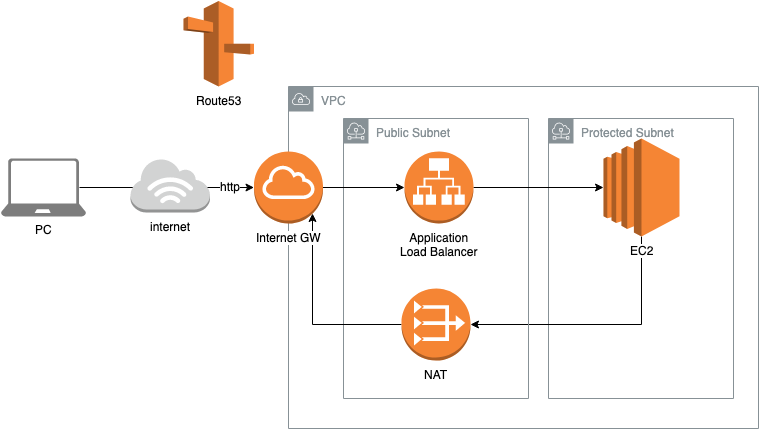 Route53
VPC
Public Subnet
Protected Subnet
http
PC
internet
Internet GW
Application
Load Balancer
EC2
NAT